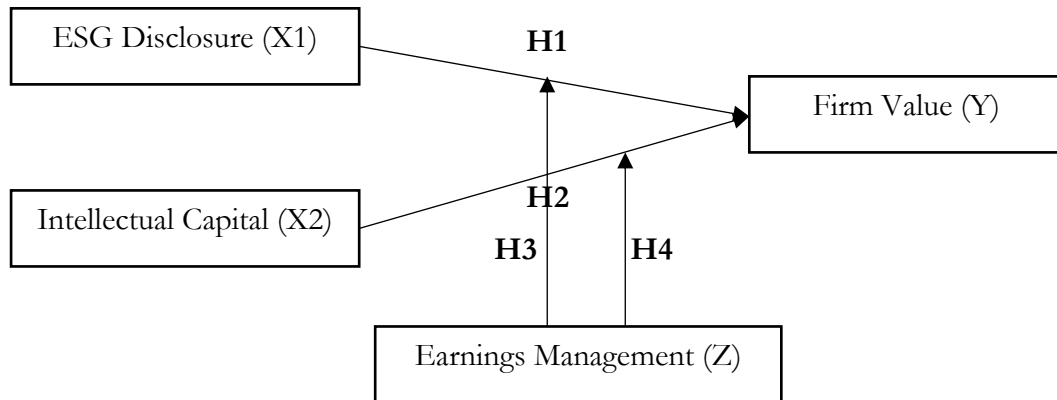 ESG Disclosure (X1)
H1
Firm Value (Y)
Intellectual Capital (X2)
H2
H3
H4
Earnings Management (Z)